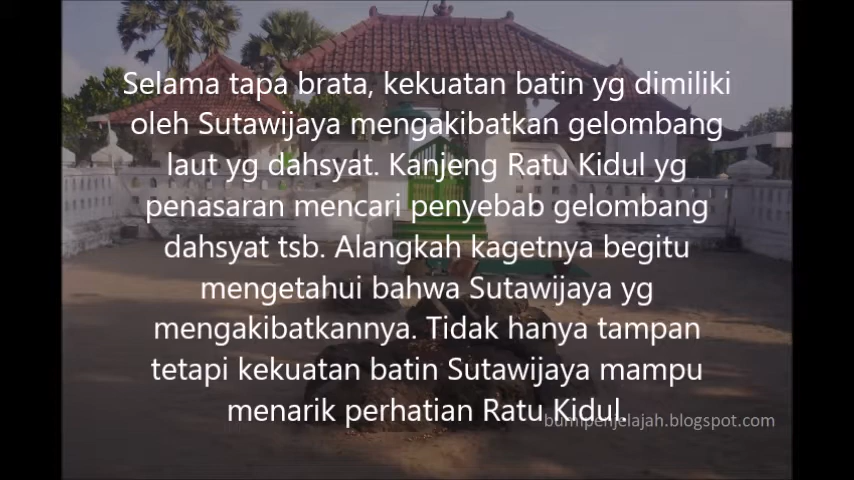 Selama tapa brata, kekuatan batin yg dimiliki
oleh Sutawijaya mengakibatkan gelombang
laut yg dahsyat. Kanjeng Ratu Kidul yg
penasaran mencari penyebab gelombang
dahsyat tsb. Alangkah kagetnya begitu
mengetahui bahwa Sutawijaya yg
mengakibatkannya. Tidak hanya tampan
tetapi kekuatan batin Sutawijaya mampu
menarik perhatian Ratu Kidul.
bumipenjelajah.blogspot.com